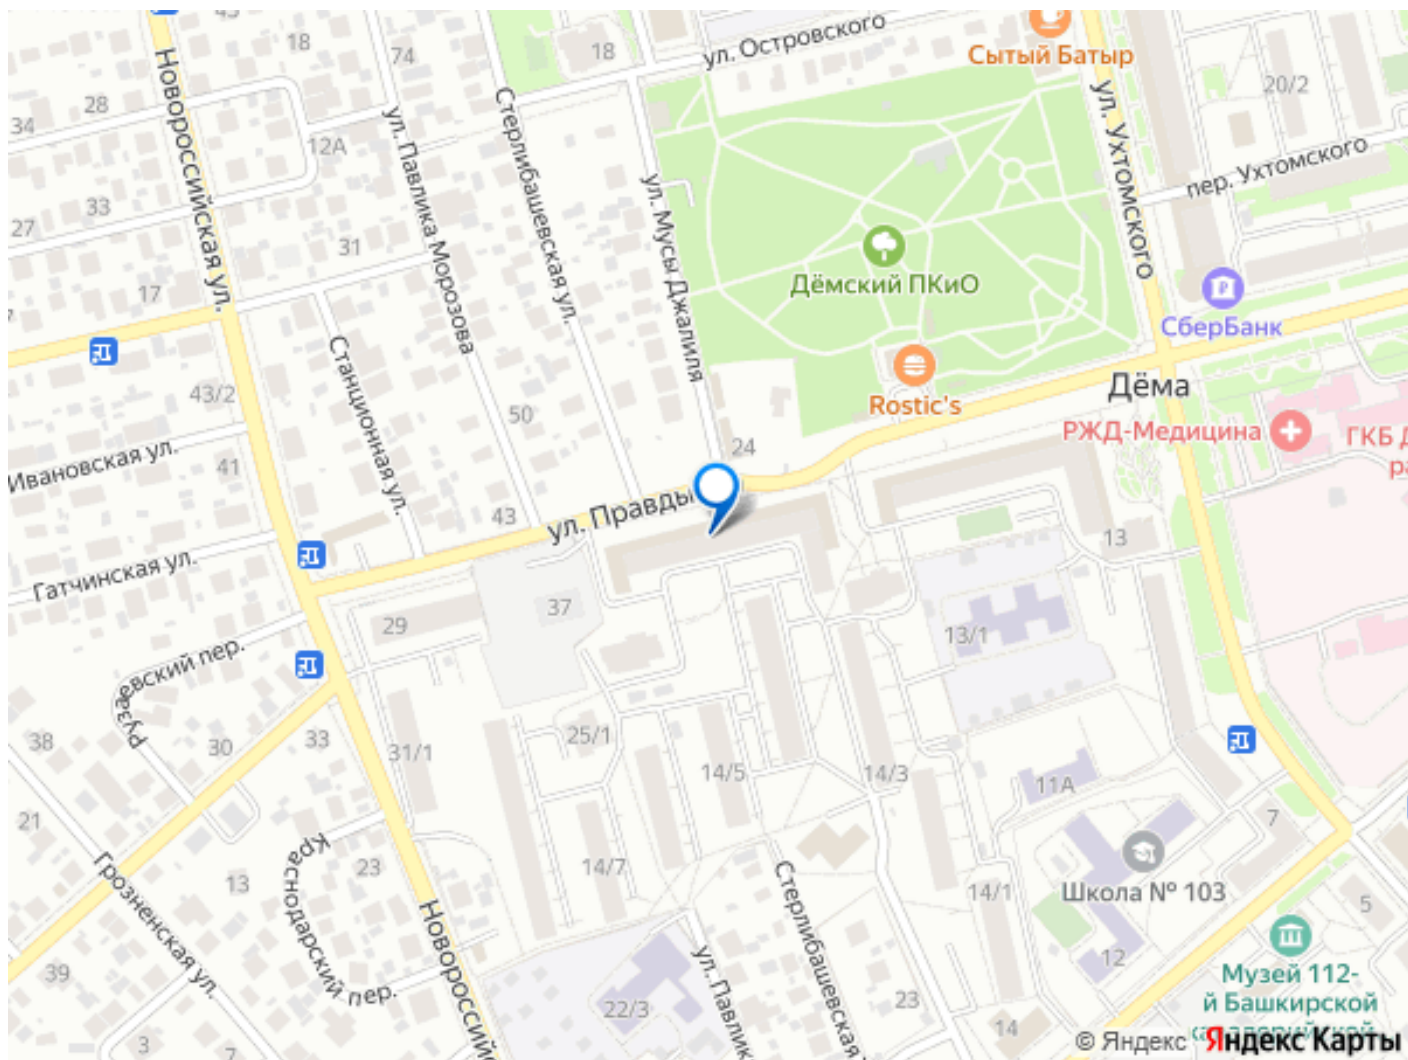 43
18
74
18
ул. Островского
Сытый Батыр
20/2
28
34
12А
Новороссийская ул.
ул. Павлика Морозова
Стерлибашевская ул.
ул. Мусы Джалиля
ул. Ухтомского
пер. Ухтомского
33
27
31
17
Дёмский ПКиО
СберБанк
Станционная ул.
43/2
50
Rostic's
Дёма
РЖД-Медицина
ГКБ
24
Ивановская ул.
41
43
ул. Правды
13
Гатчинская ул.
37
29
13/1
Рузаевский пер.
38
30
33
31/1
25/1
14/5
14/3
11А
7
21
Краснодарский пер.
23
13
14/7
Школа № 103
14/1
5
Грозненская ул.
Новороссийс
Стерлибашевская
ул. Павлик
12
Музей 112-
й Башкирской
39
22/3
23
14
3
7
© Яндекс Яндекс Карты